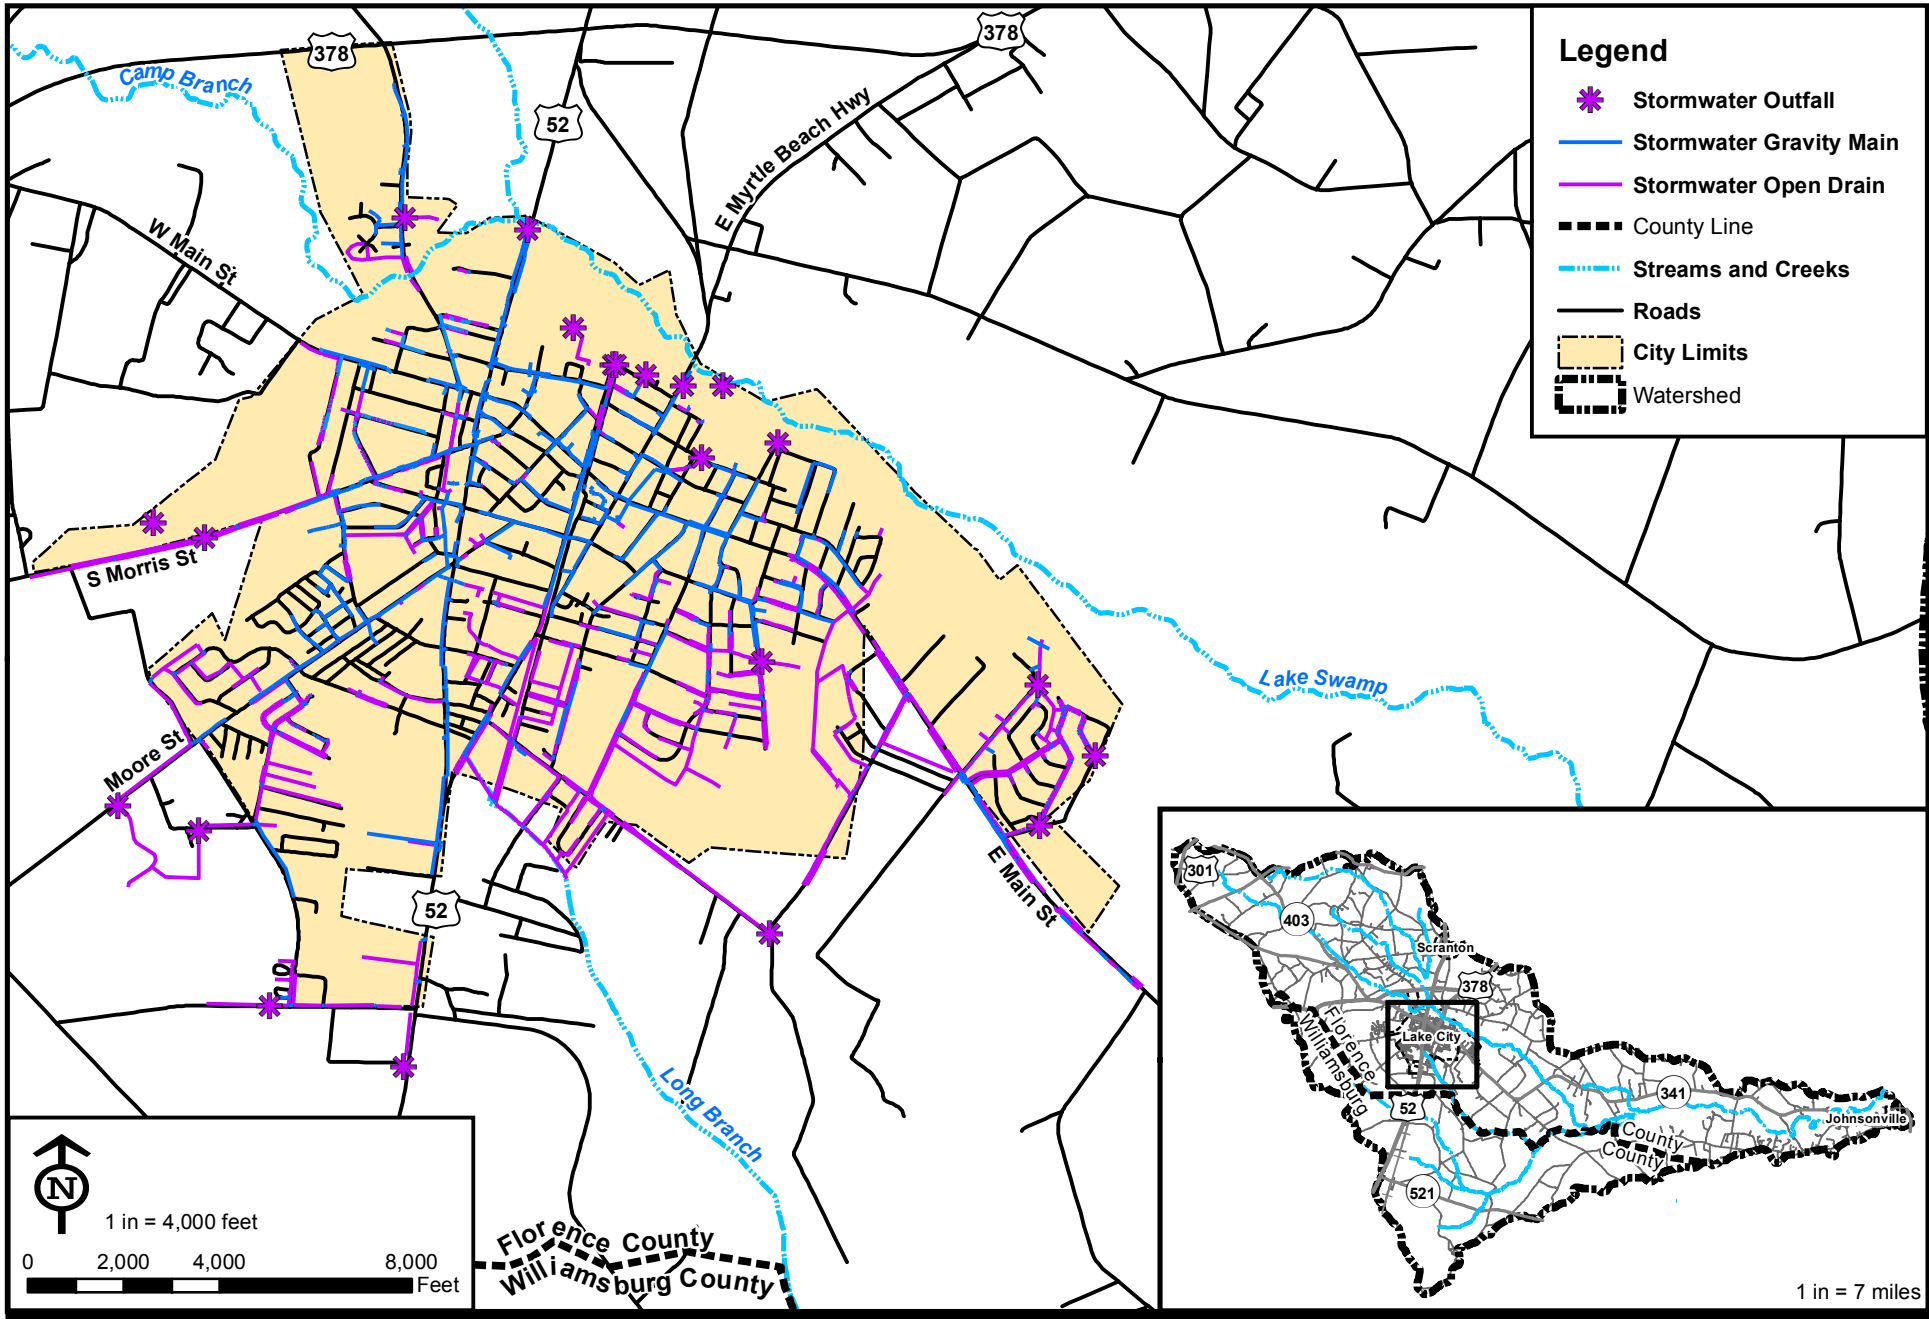 378
378
Camp Branch
52
E Myrtle Beach Hwy
W Main St
S Morris St
Moore St
Lake Swamp
E Main St
52
Long Branch
Florence County
Williamsburg County
Legend
Stormwater Outfall
Stormwater Gravity Main
Stormwater Open Drain
County Line
Streams and Creeks
Roads
City Limits
Watershed
N
1 in = 4,000 feet
0 2,000 4,000 8,000
Feet
301
403
Scranton
378
Florence
Williamsburg
Lake City
52
341
Johnsonville
County
County
521
1 in = 7 miles